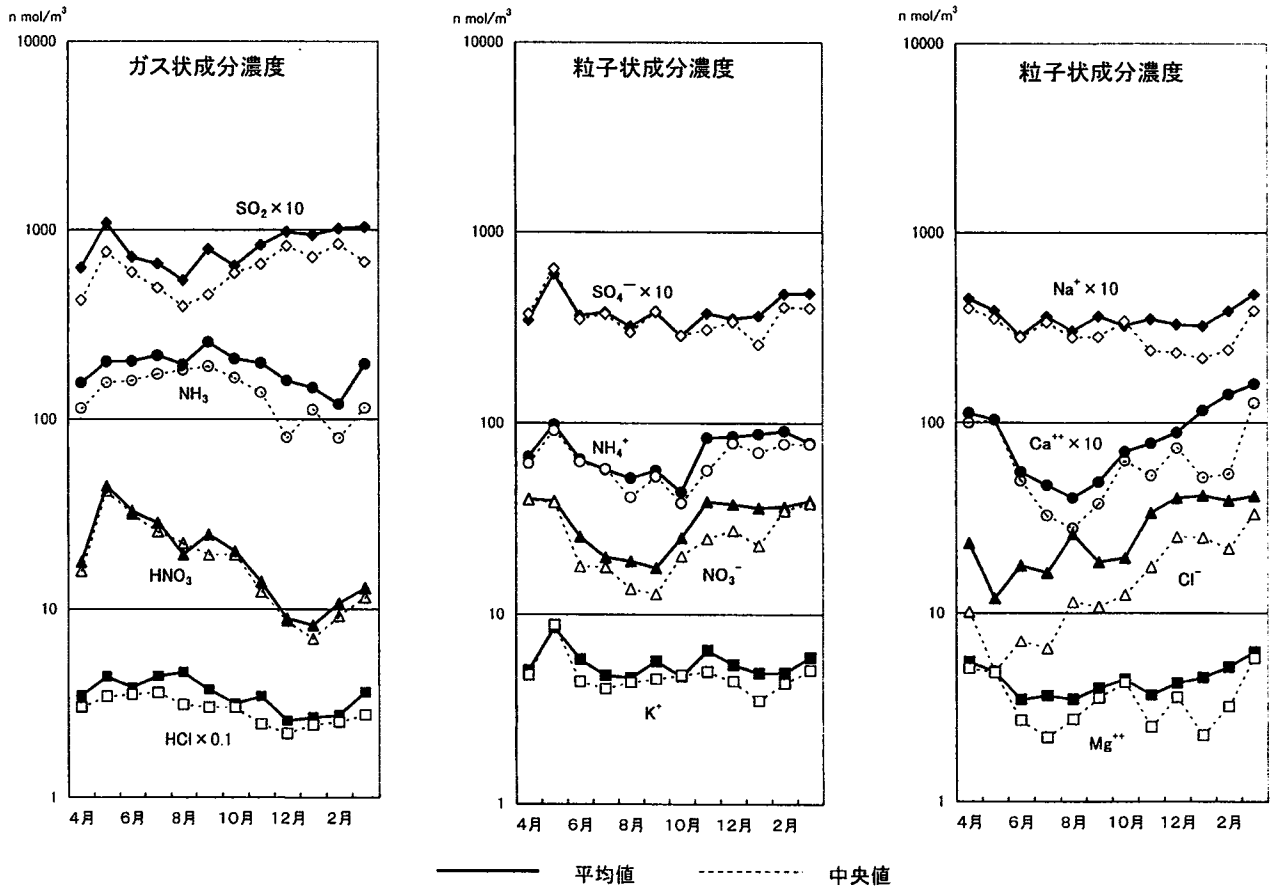 n mol/m³
10000
ガス状成分濃度
1000
SO₂×10
NH₃
100
HNO₃
10
HCl×0.1
1
4月 6月 8月 10月 12月 2月
n mol/m³
10000
粒子状成分濃度
1000
SO₄⁻⁻×10
100
NH₄⁺
NO₃⁻
10
K⁺
1
4月 6月 8月 10月 12月 2月
n mol/m³
10000
粒子状成分濃度
1000
Na⁺×10
100
Ca⁺⁺×10
Cl⁻
10
Mg⁺⁺
1
4月 6月 8月 10月 12月 2月
平均値 中央値